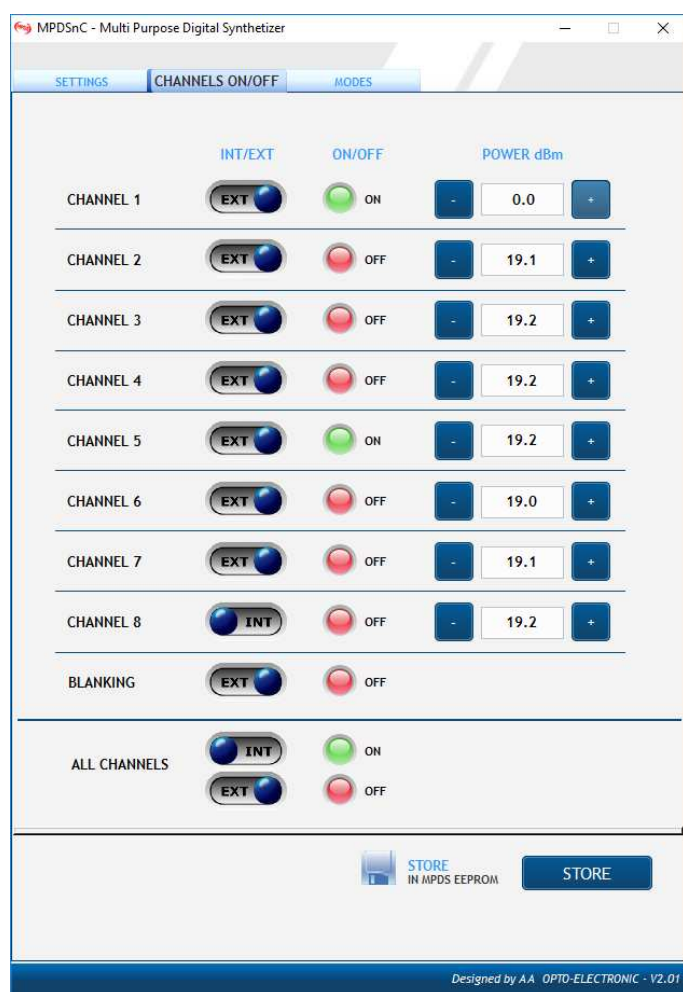 MPDSnC - Multi Purpose Digital Synthetizer
SETTINGS CHANNELS ON/OFF MODES
INT/EXT ON/OFF POWER dBm
CHANNEL 1 EXT ON - 0.0 +
CHANNEL 2 EXT OFF - 19.1 +
CHANNEL 3 EXT OFF - 19.2 +
CHANNEL 4 EXT OFF - 19.2 +
CHANNEL 5 EXT ON - 19.2 +
CHANNEL 6 EXT OFF - 19.0 +
CHANNEL 7 EXT OFF - 19.1 +
CHANNEL 8 INT OFF - 19.2 +
BLANKING EXT OFF
ALL CHANNELS
INT ON
EXT OFF
STORE
IN MPDS EEPROM
STORE
Designed by AA OPTO-ELECTRONIC - V2.01